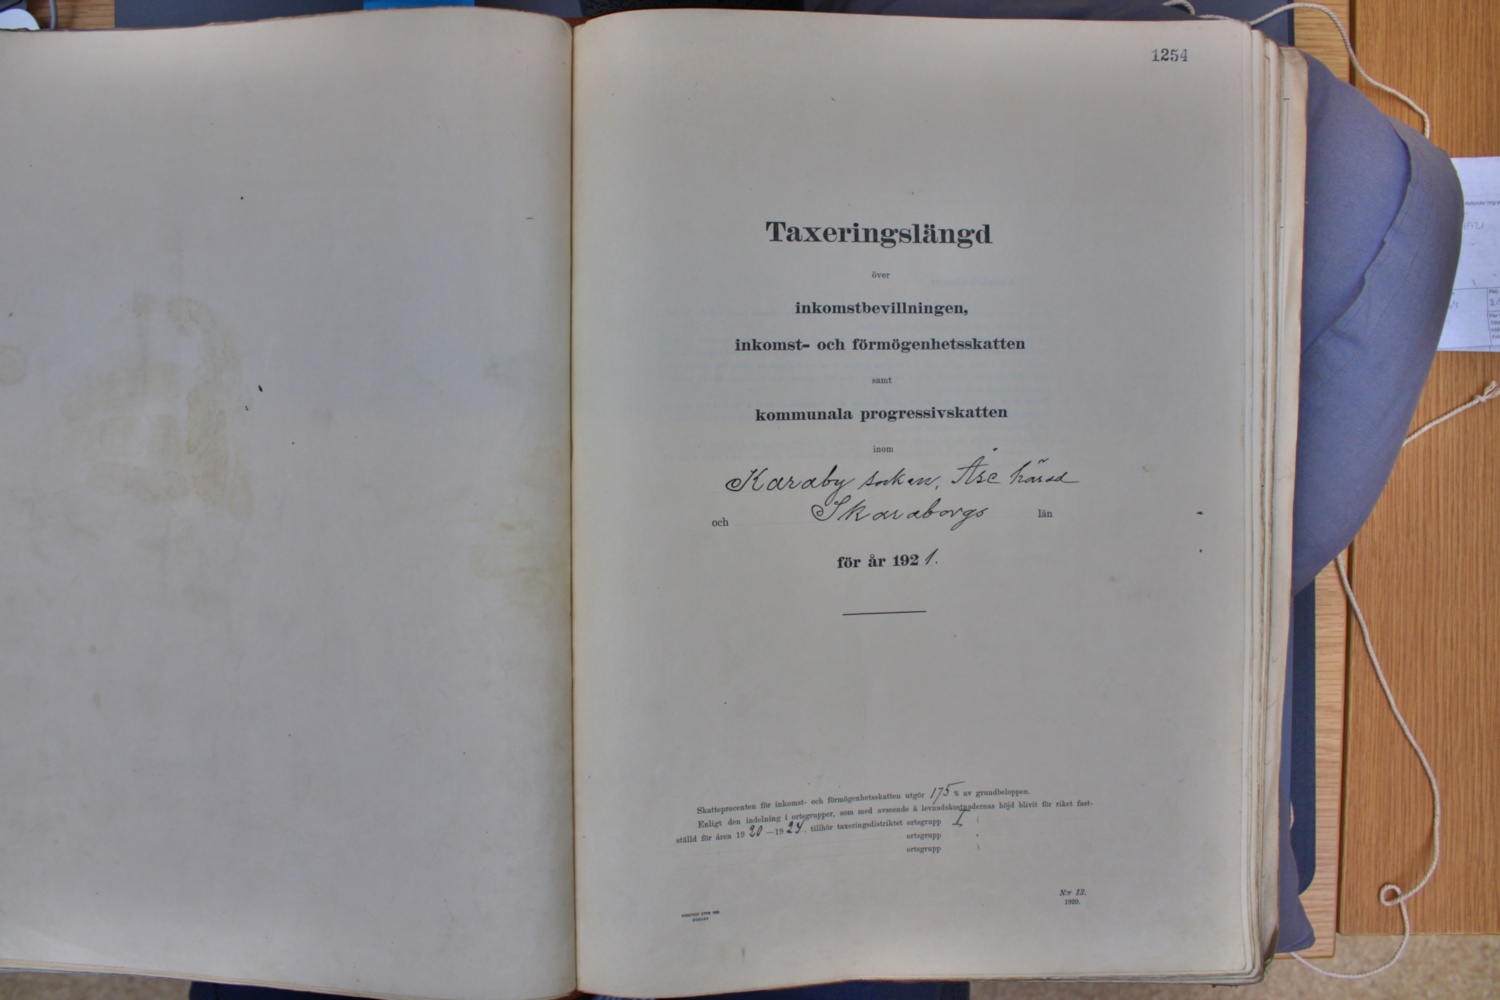 1254
Taxeringslängd
över
inkomstbevillningen,
inkomst- och förmögenhetsskatten
samt
kommunala progressivskatten
inom
Karaby socken, Åse härad
och Skaraborgs län
för år 1921.
Skatteprocenten för inkomst- och förmögenhetsskatten utgör 175 % av grundbeloppen.
Enligt den indelning i ortsgrupper, som med avseende å levnadskostnadernas höjd blivit för riket fast-
ställd för åren 1920—1924, tillhör taxeringsdistriktet ortsgrupp I
ortsgrupp
ortsgrupp
N:r 12.
1920.